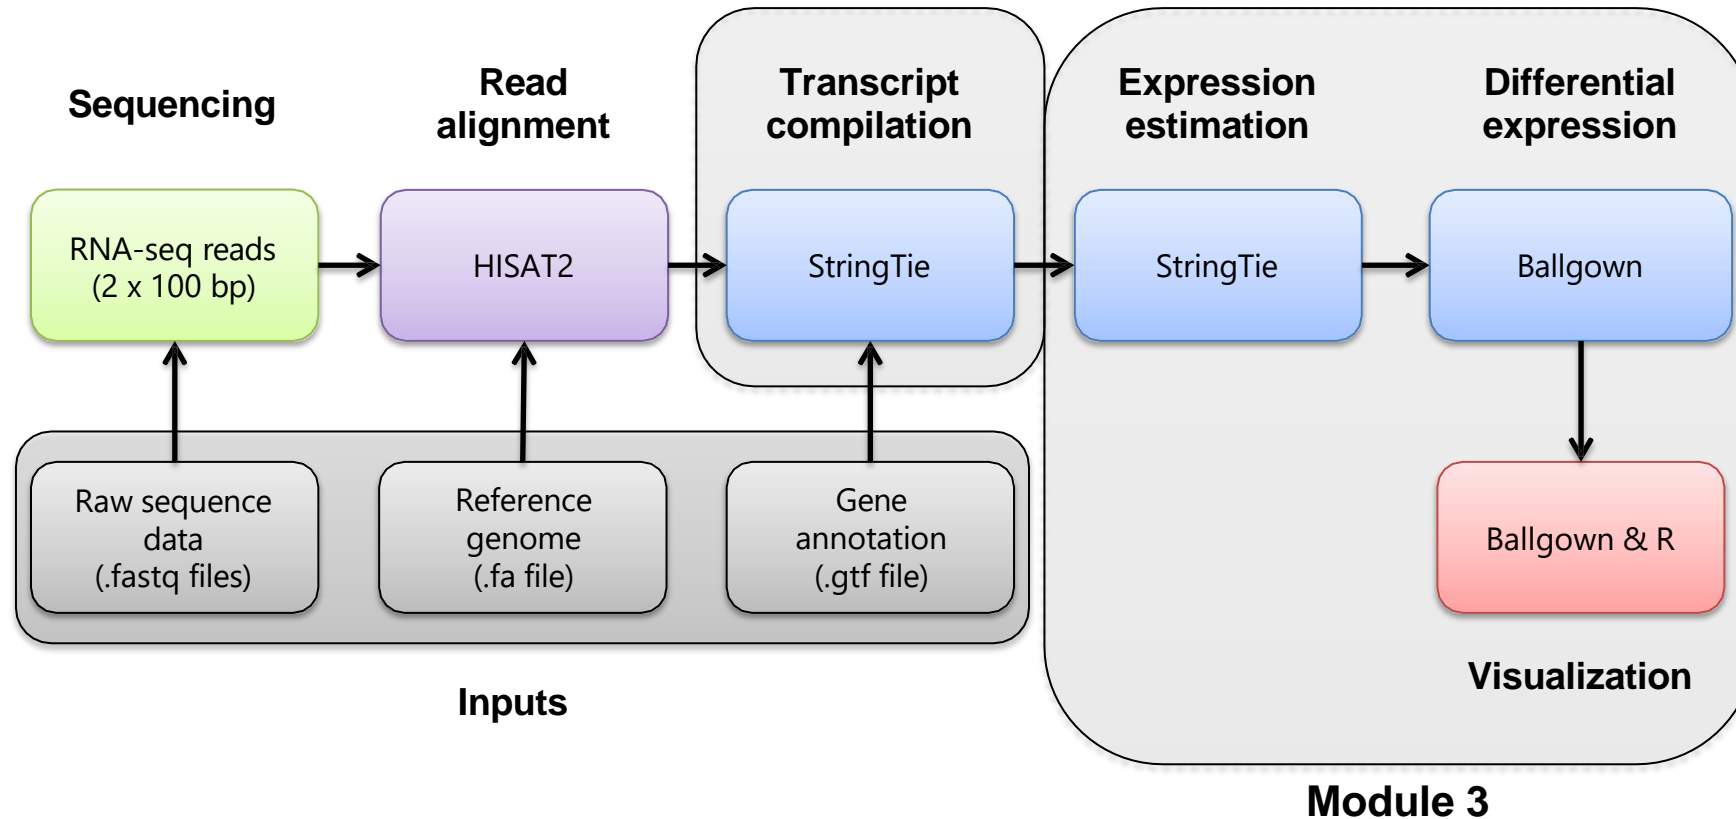 Sequencing
Read
alignment
Transcript
compilation
Expression
estimation
Differential
expression
RNA-seq reads
(2 x 100 bp)
HISAT2
StringTie
StringTie
Ballgown
Raw sequence
data
(.fastq files)
Reference
genome
(.fa file)
Gene
annotation
(.gtf file)
Ballgown & R
Inputs
Visualization
Module 3